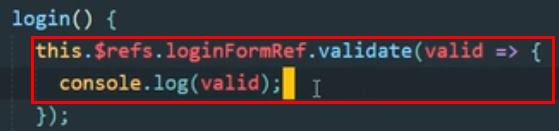 login() {
this.$refs.loginFormRef.validate(valid => {
console.log(valid);
});